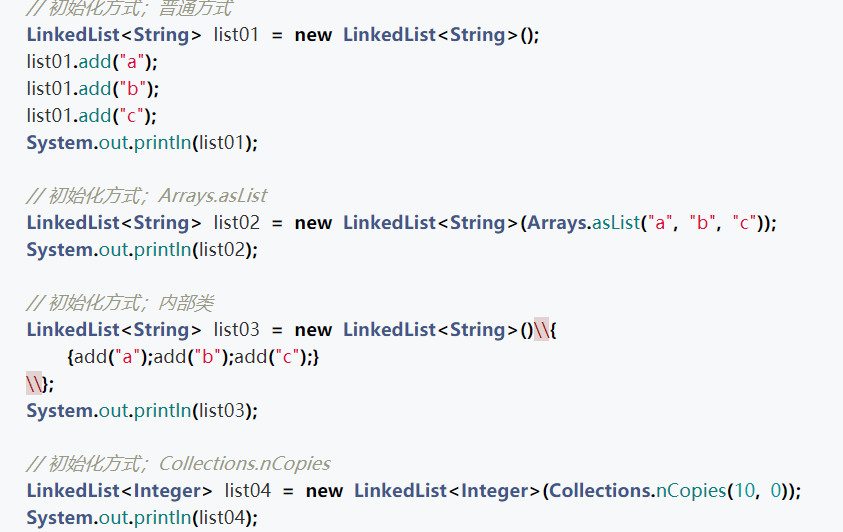 // 初始化方式；普通方式
LinkedList<String> list01 = new LinkedList<String>();
list01.add("a");
list01.add("b");
list01.add("c");
System.out.println(list01);
// 初始化方式；Arrays.asList
LinkedList<String> list02 = new LinkedList<String>(Arrays.asList("a", "b", "c"));
System.out.println(list02);
// 初始化方式；内部类
LinkedList<String> list03 = new LinkedList<String>()\\{
{add("a");add("b");add("c");}
\\};
System.out.println(list03);
// 初始化方式；Collections.nCopies
LinkedList<Integer> list04 = new LinkedList<Integer>(Collections.nCopies(10, 0));
System.out.println(list04);